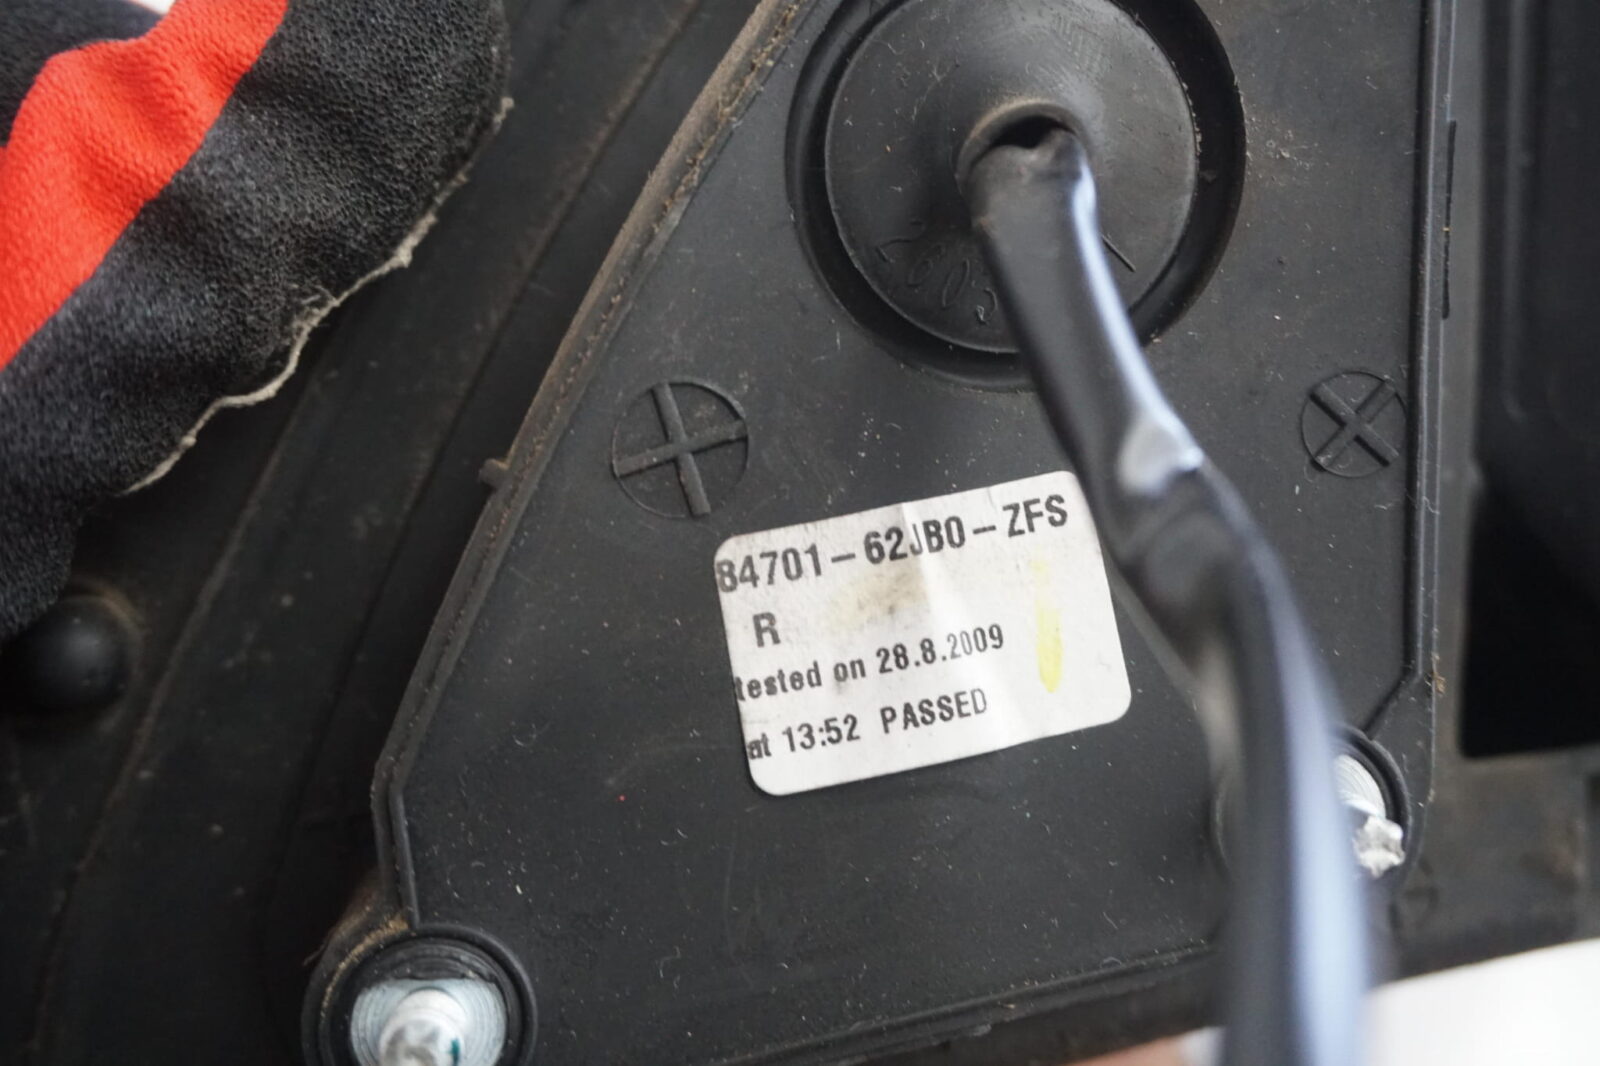 84701-62JB0-ZFS
R
tested on 28.8.2009
at 13:52 PASSED